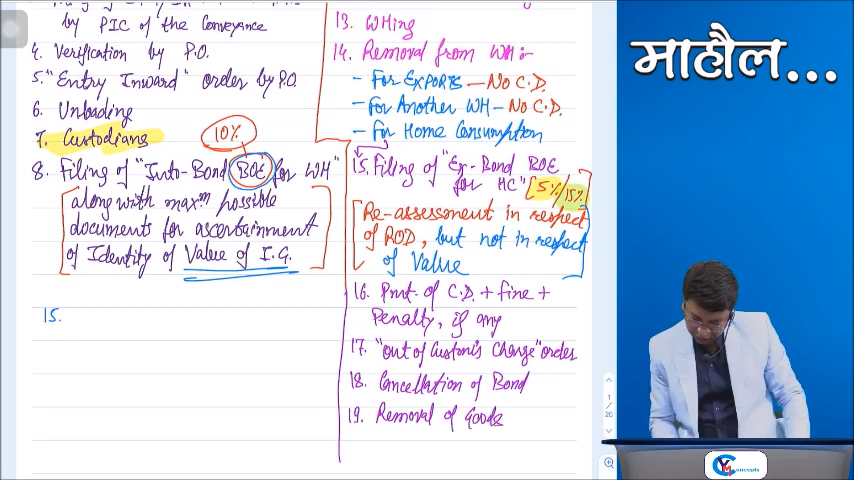 by PIC of the Conveyance
4. Verification by P.O.
5. "Entry Inward" order by P.O
6. Unloading
7. Custodians
10%
8. Filing of "Into-Bond BOE for WH"
along with max^m possible
documents for ascertainment
of Identity of Value of I.G.
15.
13. WHing
14. Removal from WH :-
- For EXPORTS - No C.D.
- For Another WH - No C.D.
- For Home Consumption
15. Filing of "Ex-Bond BOE
for HC" [5%/15%]
Re-assessment in respect
of ROD, but not in respect
of Value
16. Pmt. of C.D. + fine +
Penalty, if any
17. "out of Custom's Charge" order
18. Cancellation of Bond
19. Removal of Goods
माहौल...
1
/ 20
concepts